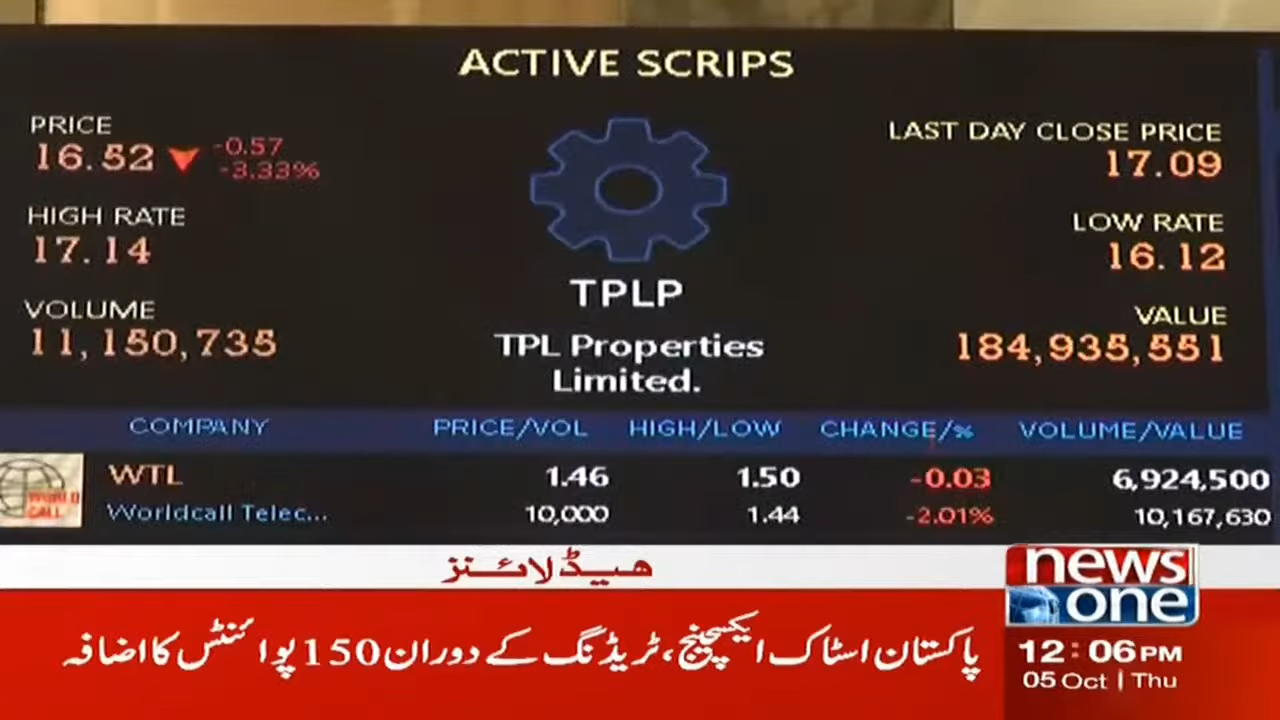 ACTIVE SCRIPS
PRICE
16.52 -0.57
-3.33%
HIGH RATE
17.14
VOLUME
11,150,735
TPLP
TPL Properties
Limited.
LAST DAY CLOSE PRICE
17.09
LOW RATE
16.12
VALUE
184,935,551
COMPANY PRICE/VOL HIGH/LOW CHANGE/% VOLUME/VALUE
WTL 1.46 1.50 -0.03 6,924,500
Worldcall Telec... 10,000 1.44 -2.01% 10,167,630
WORLD
CALL
ہیڈلائنز
پاکستان اسٹاک ایکسچینج، ٹریڈنگ کے دوران 150 پوائنٹس کا اضافہ
news
one
12:06PM
05 Oct | Thu